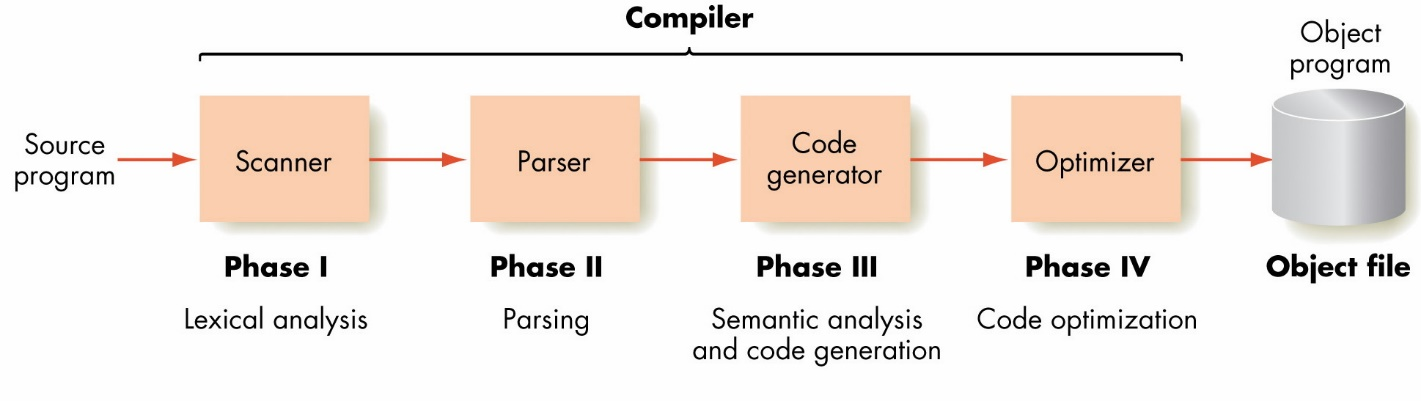 Compiler
Object
program
Source
program
Scanner
Parser
Code
generator
Optimizer
Phase I
Phase II
Phase III
Phase IV
Object file
Lexical analysis
Parsing
Semantic analysis
and code generation
Code optimization